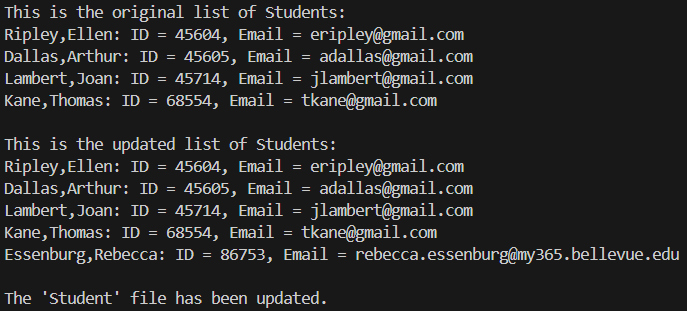 This is the original list of Students:
Ripley,Ellen: ID = 45604, Email = eripley@gmail.com
Dallas,Arthur: ID = 45605, Email = adallas@gmail.com
Lambert,Joan: ID = 45714, Email = jlambert@gmail.com
Kane,Thomas: ID = 68554, Email = tkane@gmail.com

This is the updated list of Students:
Ripley,Ellen: ID = 45604, Email = eripley@gmail.com
Dallas,Arthur: ID = 45605, Email = adallas@gmail.com
Lambert,Joan: ID = 45714, Email = jlambert@gmail.com
Kane,Thomas: ID = 68554, Email = tkane@gmail.com
Essenburg,Rebecca: ID = 86753, Email = rebecca.essenburg@my365.bellevue.edu

The 'Student' file has been updated.